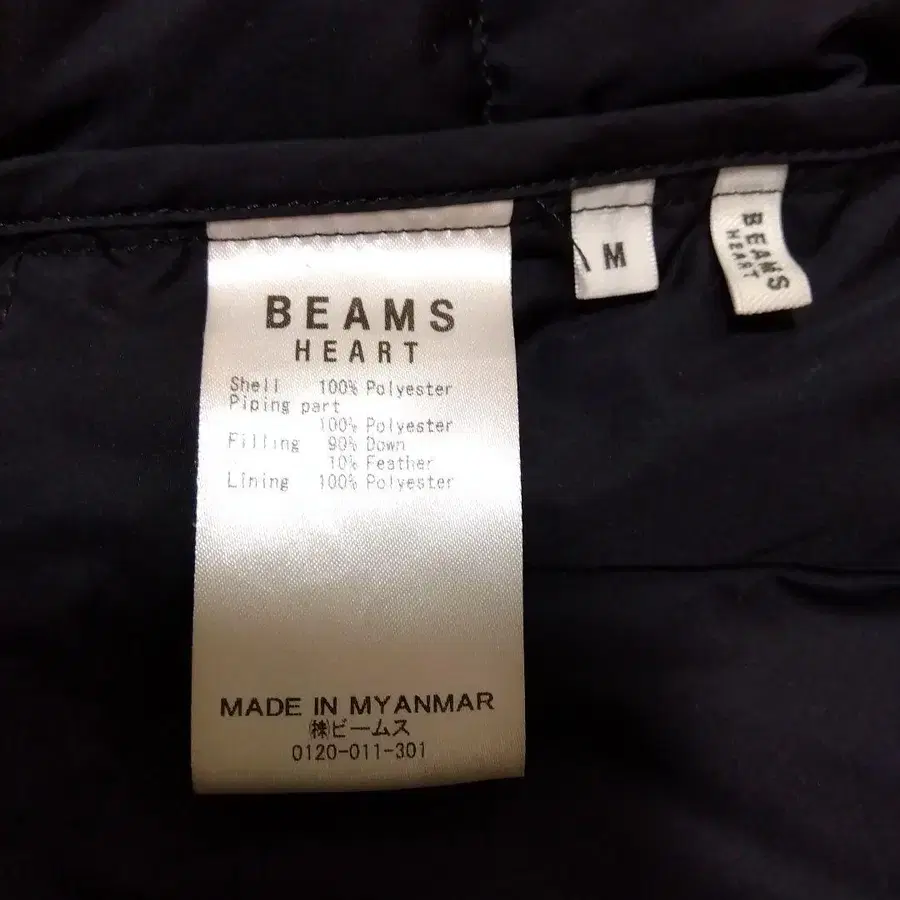 BEAMS
HEART
Shell 100% Polyester
Piping part
100% Polyester
Filling 90% Down
10% Feather
Lining 100% Polyester
MADE IN MYANMAR
㈱ビームス
0120-011-301
M
BEAMS
HEART